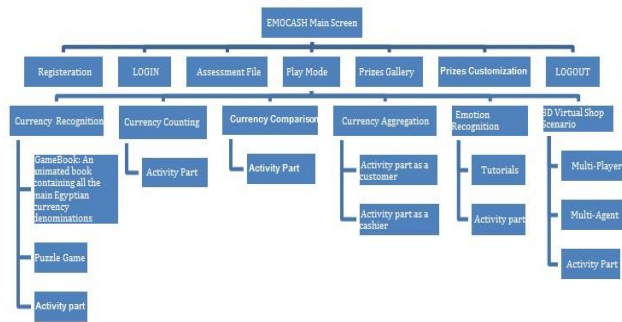 EMOCASH Main Screen
Registeration
LOGIN
Assessment File
Play Mode
Prizes Gallery
Prizes Customization
LOGOUT
Currency Recognition
Currency Counting
Currency Comparison
Currency Aggregation
Emotion
Recognition
3D Virtual Shop
Scenario
GameBook: An
animated book
containing all the
main Egyptian
currency
denominations
Puzzle Game
Activity part
Activity Part
Activity Part
Activity part as a
customer
Activity part as a
cashier
Tutorials
Activity part
Multi-Player
Multi-Agent
Activity Part